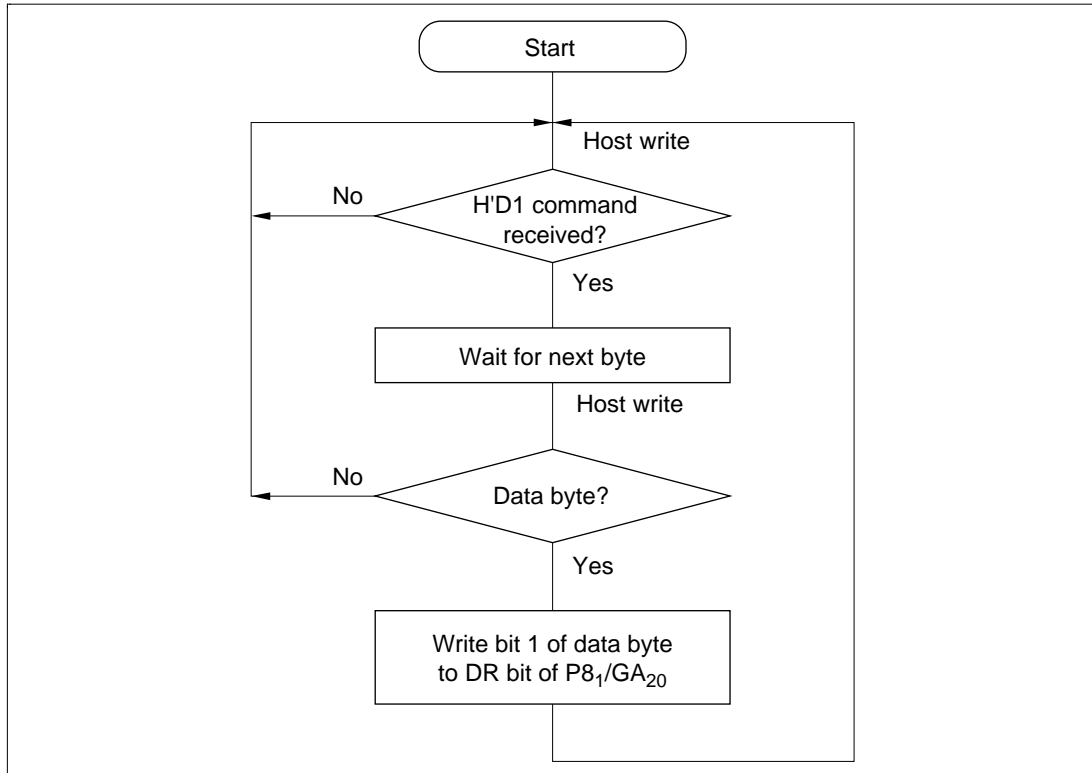 Start
Host write
No
H'D1 command
received?
Yes
Wait for next byte
Host write
No
Data byte?
Yes
Write bit 1 of data byte
to DR bit of P8₁/GA₂₀